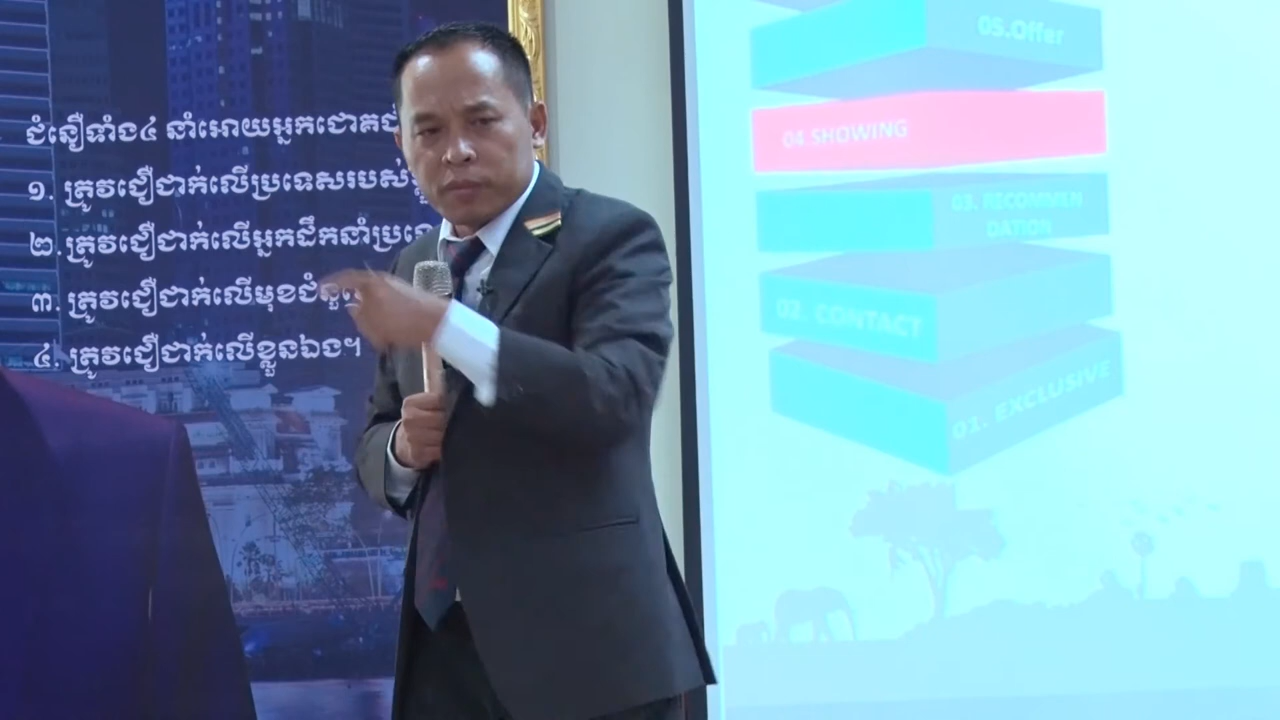 ជំនឿទាំង៤ នាំអោយអ្នកជោគជ
១. ត្រូវជឿជាក់លើប្រទេសរបស់
២. ត្រូវជឿជាក់លើអ្នកដឹកនាំប្រទេ
៣. ត្រូវជឿជាក់លើមុខជំនួញ
៤. ត្រូវជឿជាក់លើខ្លួនឯង។
05.Offer
04.SHOWING
03. RECOMMEN
DATION
02. CONTACT
01. EXCLUSIVE